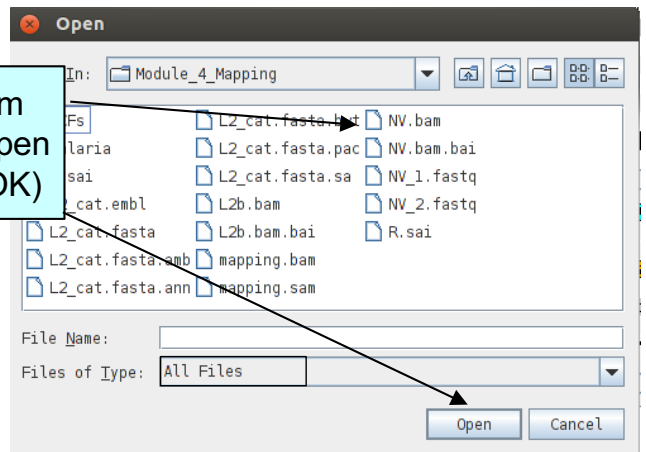 Open
In: Module_4_Mapping
m
pen
OK)
Fs
laria
sai
_cat.embl
L2_cat.fasta
L2_cat.fasta.amb
L2_cat.fasta.ann
L2_cat.fasta.bwt
L2_cat.fasta.pac
L2_cat.fasta.sa
L2b.bam
L2b.bam.bai
mapping.bam
mapping.sam
NV.bam
NV.bam.bai
NV_1.fastq
NV_2.fastq
R.sai
File Name:
Files of Type: All Files
Open Cancel